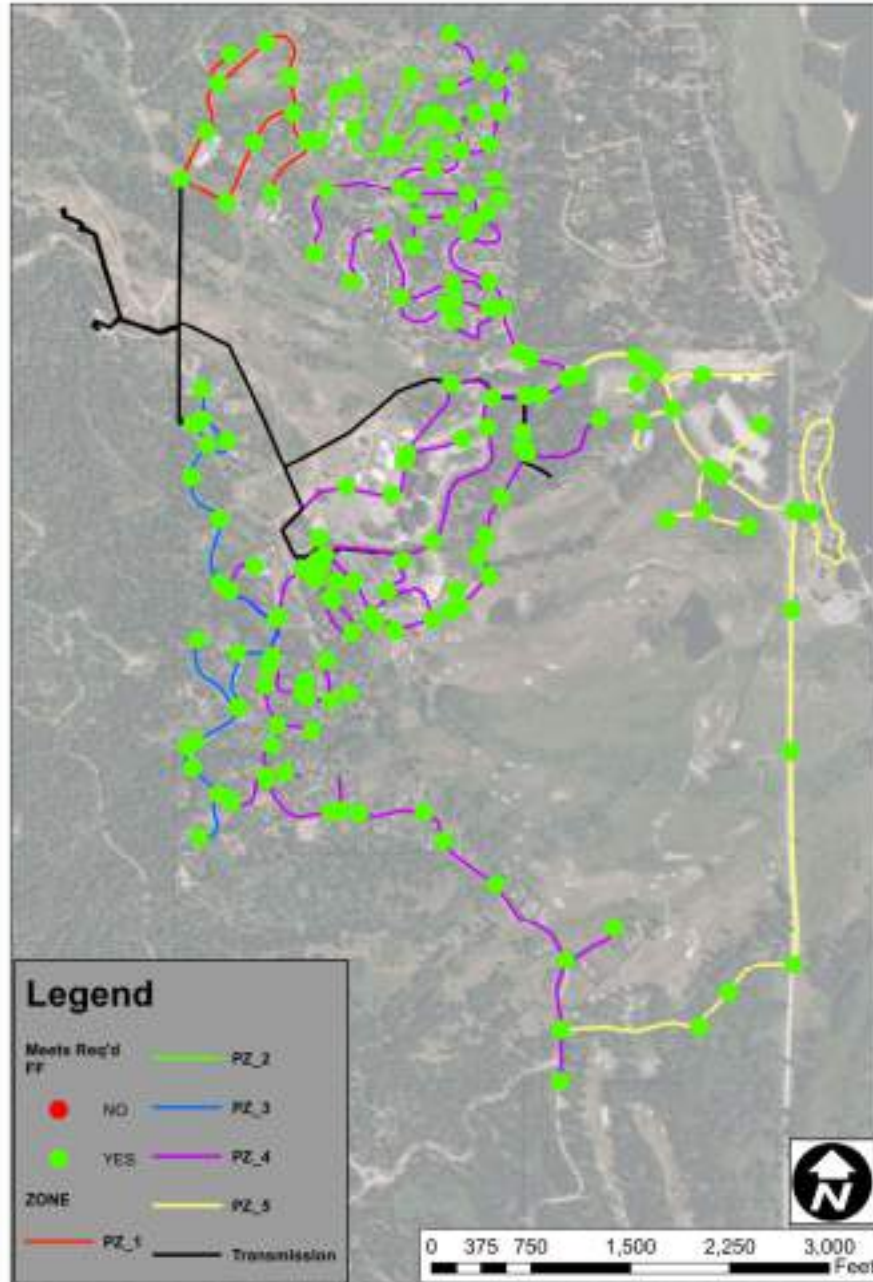 Legend
Meets Req'd
FF
NO
YES
ZONE
PZ_1
PZ_2
PZ_3
PZ_4
PZ_5
Transmission
N
0 375 750 1,500 2,250 3,000
Feet